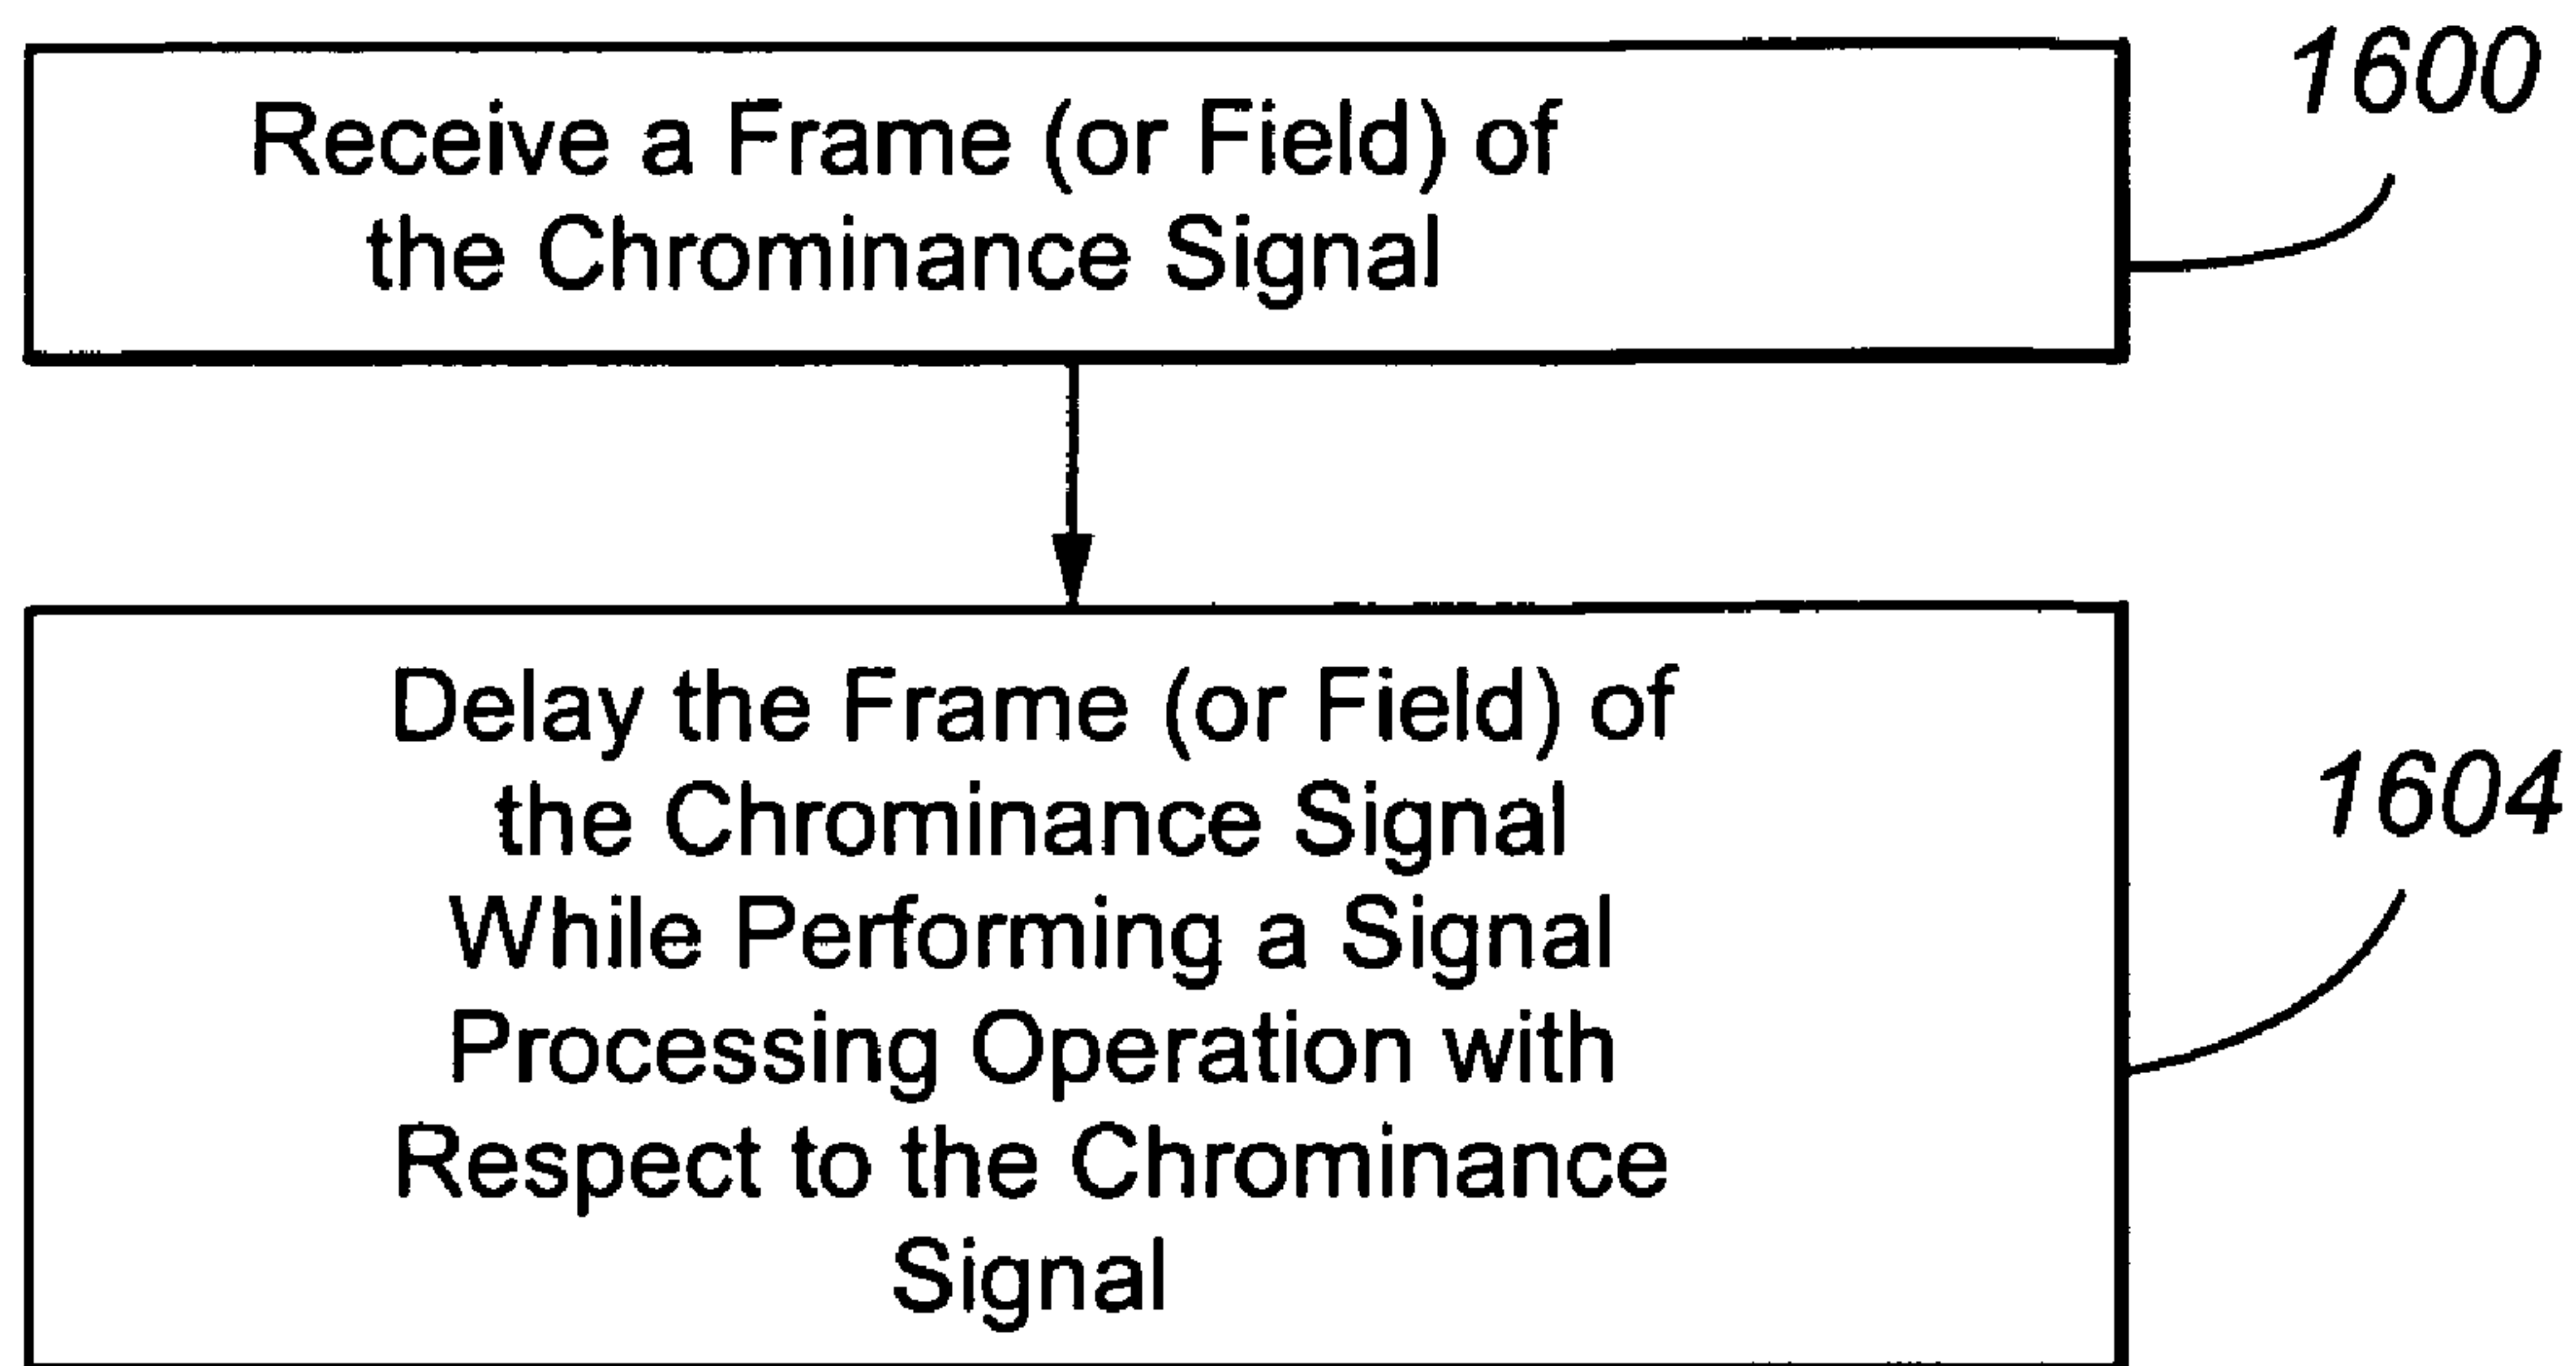 Receive a Frame (or Field) of
the Chrominance Signal
1600
Delay the Frame (or Field) of
the Chrominance Signal
While Performing a Signal
Processing Operation with
Respect to the Chrominance
Signal
1604